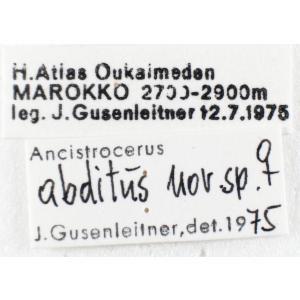 H.Atlas Oukaimeden
MAROKKO 2700-2900m
leg. J.Gusenleitner 12.7.1975
Ancistrocerus
abditus nov.sp. ♀
J.Gusenleitner,det.1975